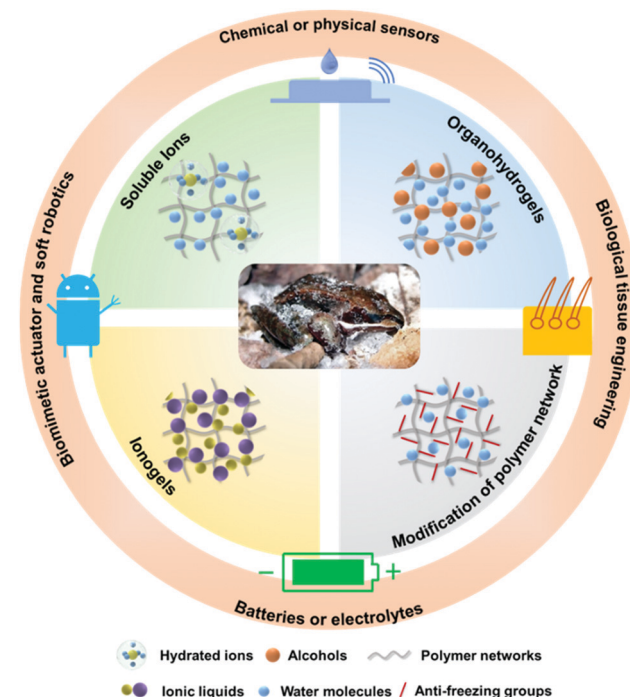 Chemical or physical sensors
Soluble Ions
Organohydrogels
Biomimetic actuator and soft robotics
Biological tissue engineering
Ionogels
Modification of polymer network
− +
Batteries or electrolytes
Hydrated ions Alcohols Polymer networks
Ionic liquids Water molecules Anti-freezing groups